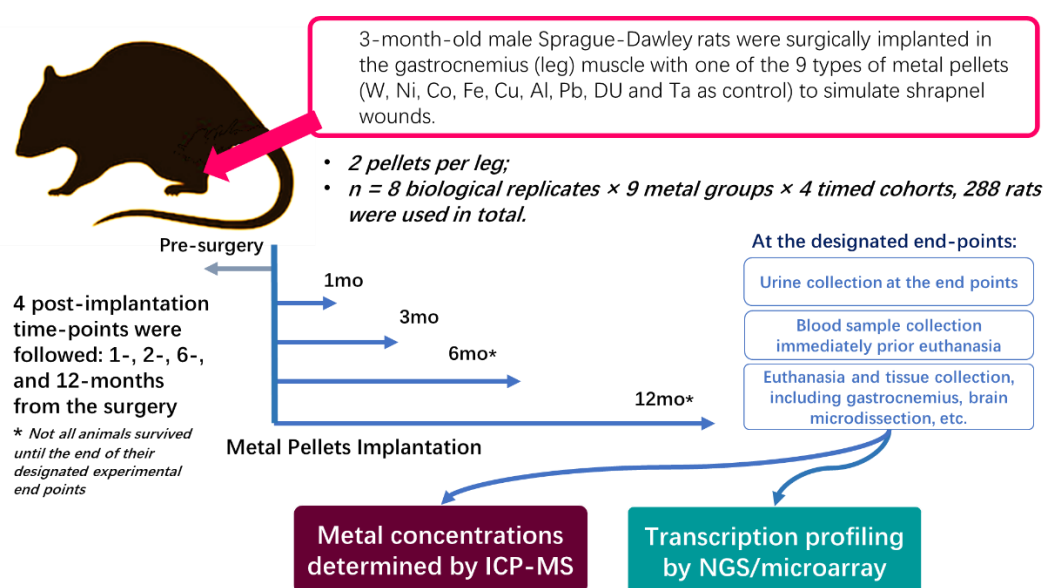 3-month-old male Sprague-Dawley rats were surgically implanted in
the gastrocnemius (leg) muscle with one of the 9 types of metal pellets
(W, Ni, Co, Fe, Cu, Al, Pb, DU and Ta as control) to simulate shrapnel
wounds.
• 2 pellets per leg;
• n = 8 biological replicates × 9 metal groups × 4 timed cohorts, 288 rats
were used in total.
Pre-surgery
1mo
3mo
6mo*
12mo*
Metal Pellets Implantation
4 post-implantation
time-points were
followed: 1-, 2-, 6-,
and 12-months
from the surgery
* Not all animals survived
until the end of their
designated experimental
end points
At the designated end-points:
Urine collection at the end points
Blood sample collection
immediately prior euthanasia
Euthanasia and tissue collection,
including gastrocnemius, brain
microdissection, etc.
Metal concentrations
determined by ICP-MS
Transcription profiling
by NGS/microarray